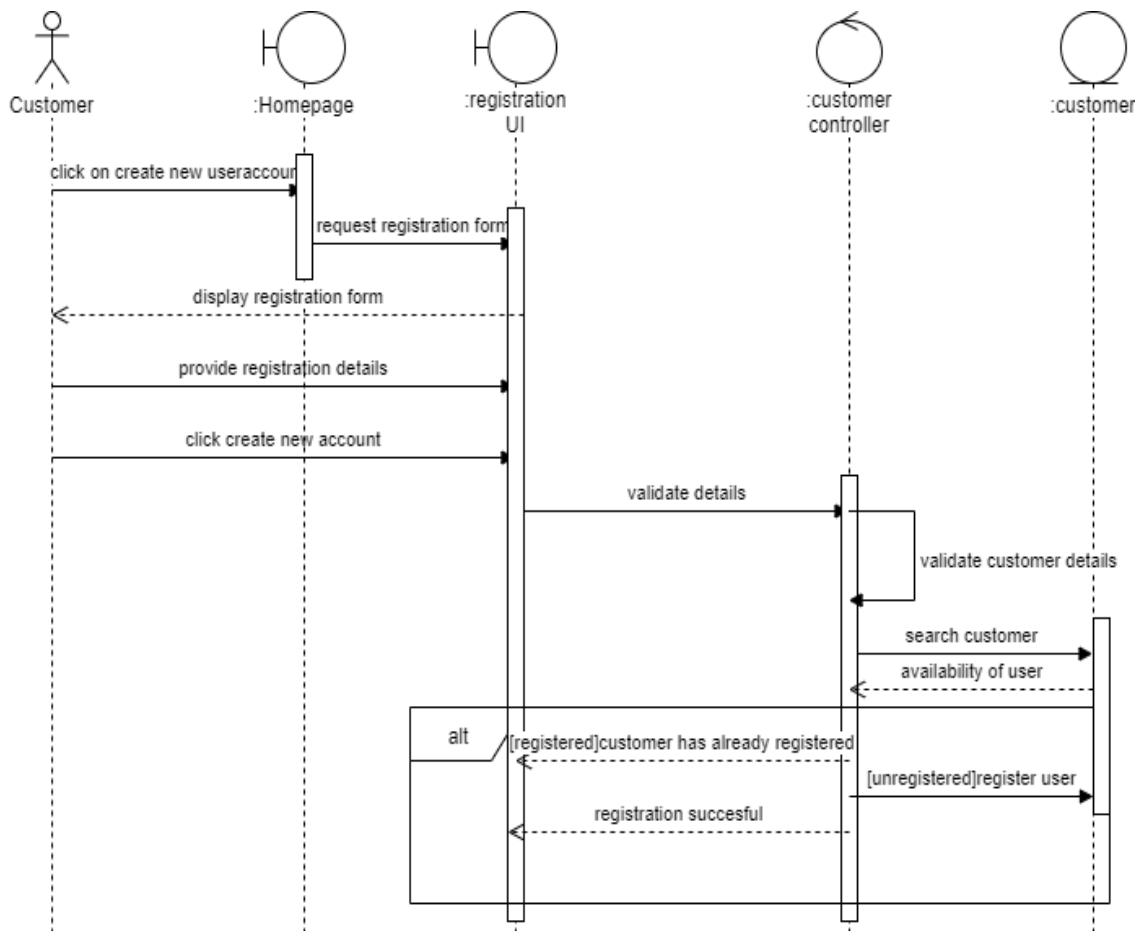 Customer
:Homepage
:registration
UI
:customer
controller
:customer
click on create new useraccoun
request registration form
display registration form
provide registration details
click create new account
validate details
validate customer details
search customer
availability of user
alt
[registered]customer has already registered
[unregistered]register user
registration succesful